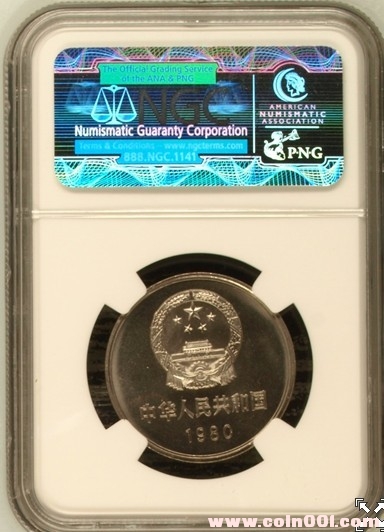 The Official Grading Service
of the ANA & PNG
NGC
Numismatic Guaranty Corporation
Terms & Conditions www.ngcterms.com
888.NGC.1141
AMERICAN
NUMISMATIC
ASSOCIATION
PNG
中华人民共和国
1980
www.coin001.com